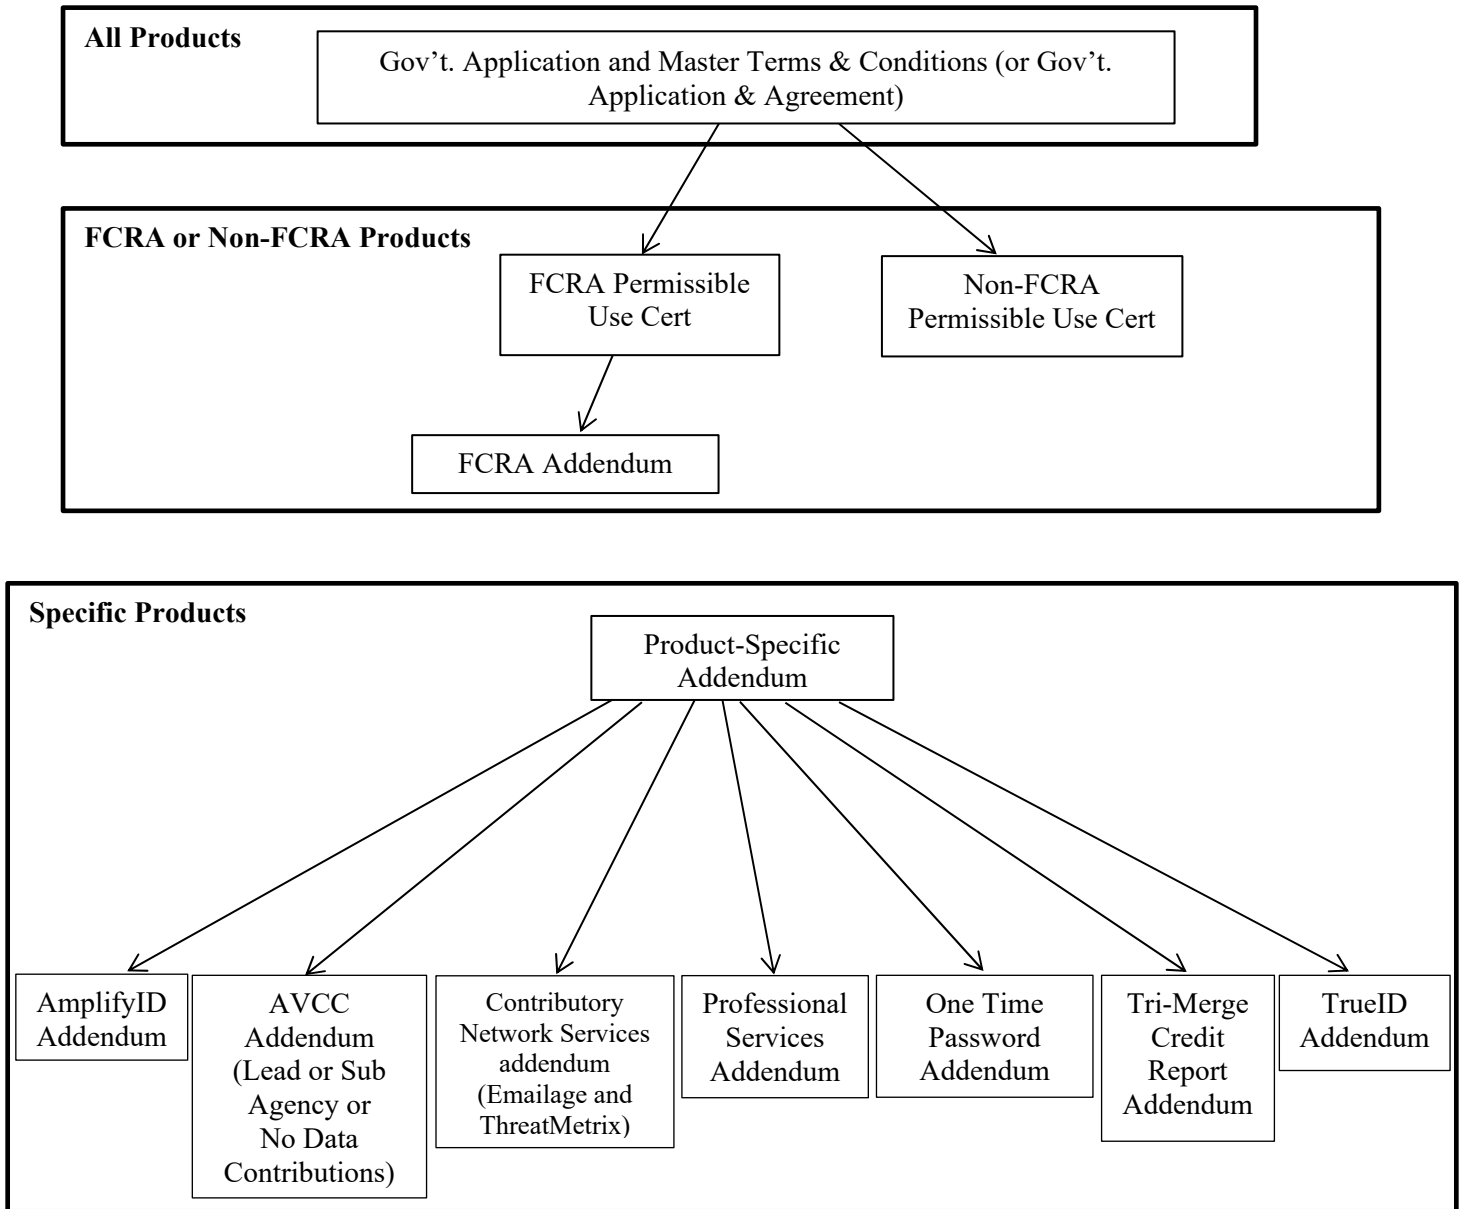 All Products
Gov’t. Application and Master Terms & Conditions (or Gov’t.
Application & Agreement)
FCRA or Non-FCRA Products
FCRA Permissible
Use Cert
Non-FCRA
Permissible Use Cert
FCRA Addendum
Specific Products
Product-Specific
Addendum
AmplifyID
Addendum
AVCC
Addendum
(Lead or Sub
Agency or
No Data
Contributions)
Contributory
Network Services
addendum
(Emailage and
ThreatMetrix)
Professional
Services
Addendum
One Time
Password
Addendum
Tri-Merge
Credit
Report
Addendum
TrueID
Addendum